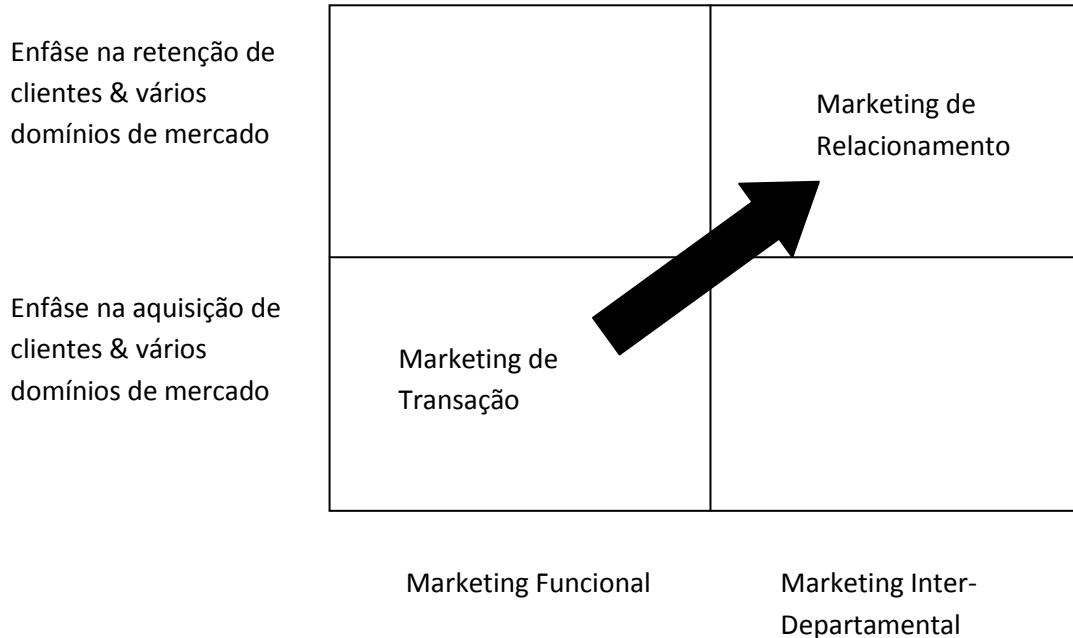 Enfâse na retenção de
clientes & vários
domínios de mercado
Marketing de
Relacionamento
Enfâse na aquisição de
clientes & vários
domínios de mercado
Marketing de
Transação
Marketing Funcional
Marketing Inter-
Departamental